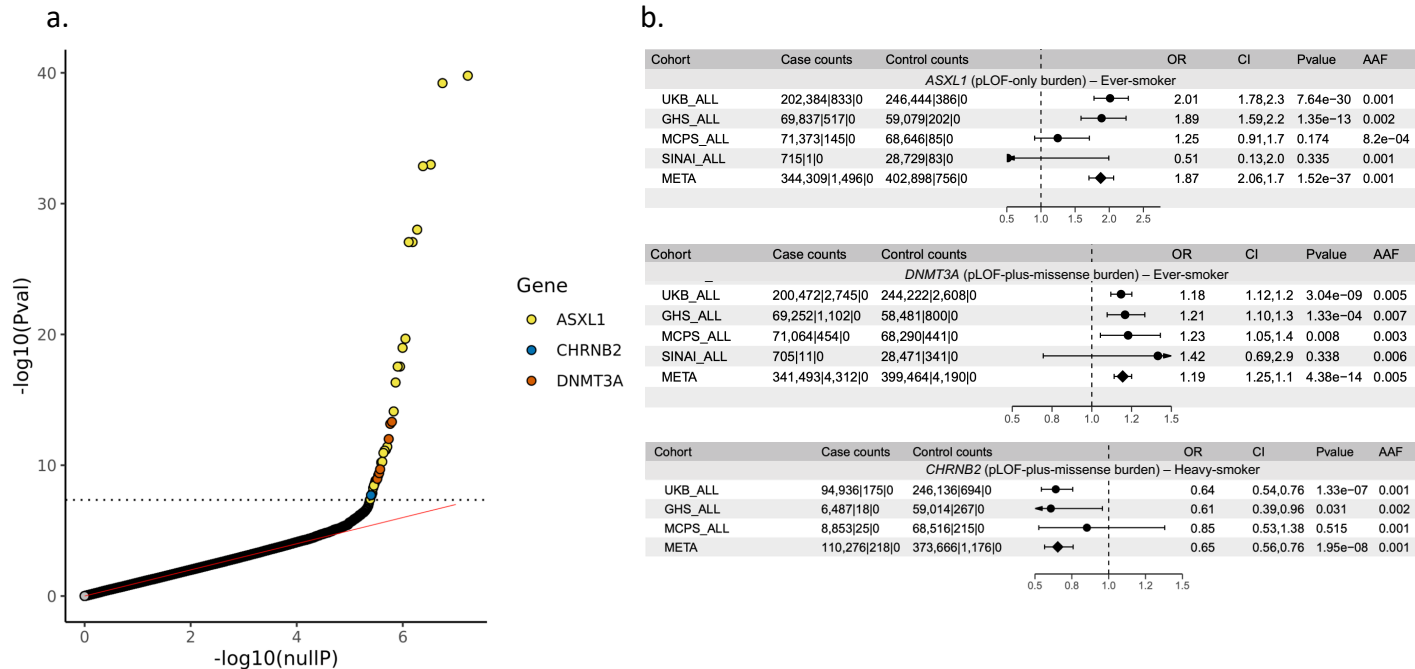 a.
40
30
20
10
0
-log10(Pval)
0 2 4 6
-log10(nullP)
Gene
ASXL1
CHRNB2
DNMT3A
b.
Cohort Case counts Control counts OR CI Pvalue AAF
ASXL1 (pLOF-only burden) – Ever-smoker
UKB_ALL 202,384|833|0 246,444|386|0 2.01 1.78,2.3 7.64e−30 0.001
GHS_ALL 69,837|517|0 59,079|202|0 1.89 1.59,2.2 1.35e−13 0.002
MCPS_ALL 71,373|145|0 68,646|85|0 1.25 0.91,1.7 0.174 8.2e−04
SINAI_ALL 715|1|0 28,729|83|0 0.51 0.13,2.0 0.335 0.001
META 344,309|1,496|0 402,898|756|0 1.87 2.06,1.7 1.52e−37 0.001
0.5 1.0 1.5 2.0 2.5
Cohort Case counts Control counts OR CI Pvalue AAF
DNMT3A (pLOF-plus-missense burden) – Ever-smoker
UKB_ALL 200,472|2,745|0 244,222|2,608|0 1.18 1.12,1.2 3.04e−09 0.005
GHS_ALL 69,252|1,102|0 58,481|800|0 1.21 1.10,1.3 1.33e−04 0.007
MCPS_ALL 71,064|454|0 68,290|441|0 1.23 1.05,1.4 0.008 0.003
SINAI_ALL 705|11|0 28,471|341|0 1.42 0.69,2.9 0.338 0.006
META 341,493|4,312|0 399,464|4,190|0 1.19 1.25,1.1 4.38e−14 0.005
0.5 0.8 1.0 1.2 1.5
Cohort Case counts Control counts OR CI Pvalue AAF
CHRNB2 (pLOF-plus-missense burden) – Heavy-smoker
UKB_ALL 94,936|175|0 246,136|694|0 0.64 0.54,0.76 1.33e−07 0.001
GHS_ALL 6,487|18|0 59,014|267|0 0.61 0.39,0.96 0.031 0.002
MCPS_ALL 8,853|25|0 68,516|215|0 0.85 0.53,1.38 0.515 0.001
META 110,276|218|0 373,666|1,176|0 0.65 0.56,0.76 1.95e−08 0.001
0.5 0.8 1.0 1.2 1.5